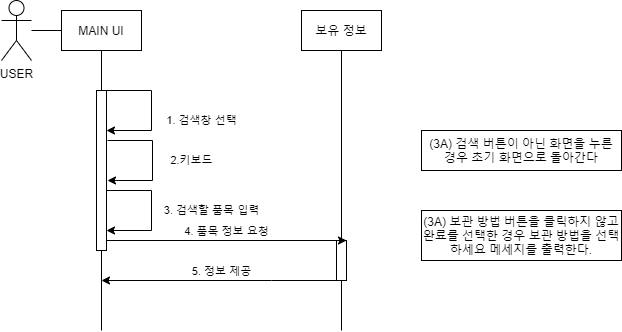 USER
MAIN UI
보유 정보
1. 검색창 선택
2.키보드
3. 검색할 품목 입력
4. 품목 정보 요청
5. 정보 제공
(3A) 검색 버튼이 아닌 화면을 누른
경우 초기 화면으로 돌아간다
(3A) 보관 방법 버튼을 클릭하지 않고
완료를 선택한 경우 보관 방법을 선택
하세요 메세지를 출력한다.